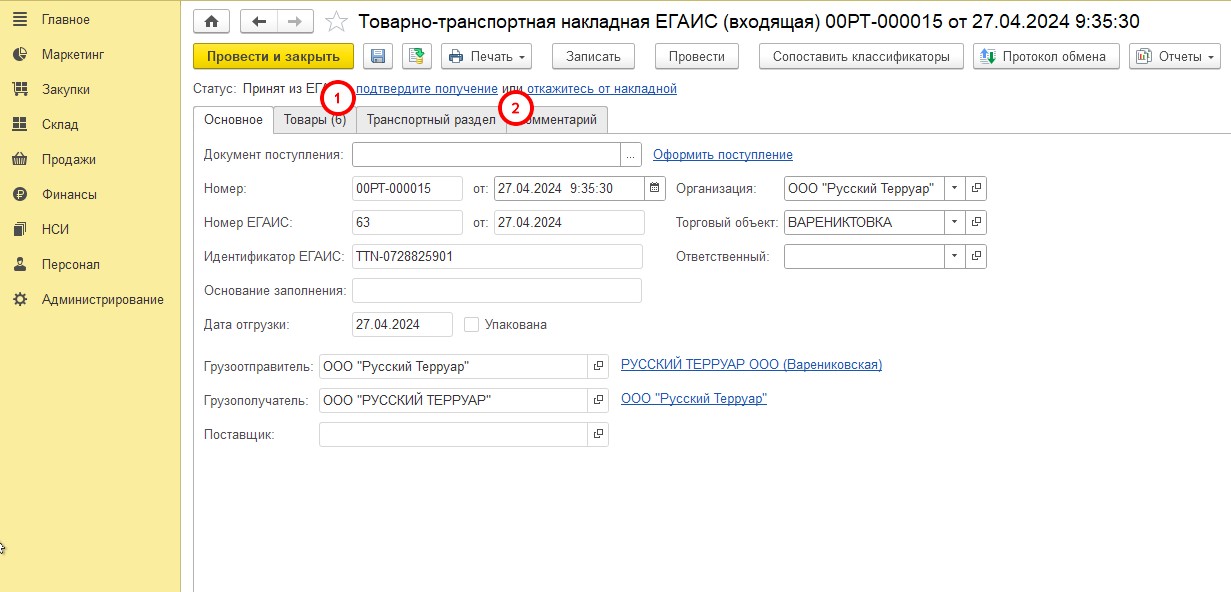 Главное
Маркетинг
Закупки
Склад
Продажи
Финансы
НСИ
Персонал
Администрирование
Товарно-транспортная накладная ЕГАИС (входящая) 00РТ-000015 от 27.04.2024 9:35:30
Провести и закрыть Печать Записать Провести Сопоставить классификаторы Протокол обмена Отчеты
Статус: Принят из подтвердите получение или откажитесь от накладной
1 2
Основное Товары (6) Транспортный раздел
Документ поступления: ... Оформить поступление
Номер: 00РТ-000015 от: 27.04.2024 9:35:30 Организация: ООО "Русский Терруар"
Номер ЕГАИС: 63 от: 27.04.2024 Торговый объект: ВАРЕНИКТОВКА
Идентификатор ЕГАИС: TTN-0728825901 Ответственный:
Основание заполнения:
Дата отгрузки: 27.04.2024 Упакована
Грузоотправитель: ООО "Русский Терруар" РУССКИЙ ТЕРРУАР ООО (Варениковская)
Грузополучатель: ООО "РУССКИЙ ТЕРРУАР" ООО "Русский Терруар"
Поставщик: